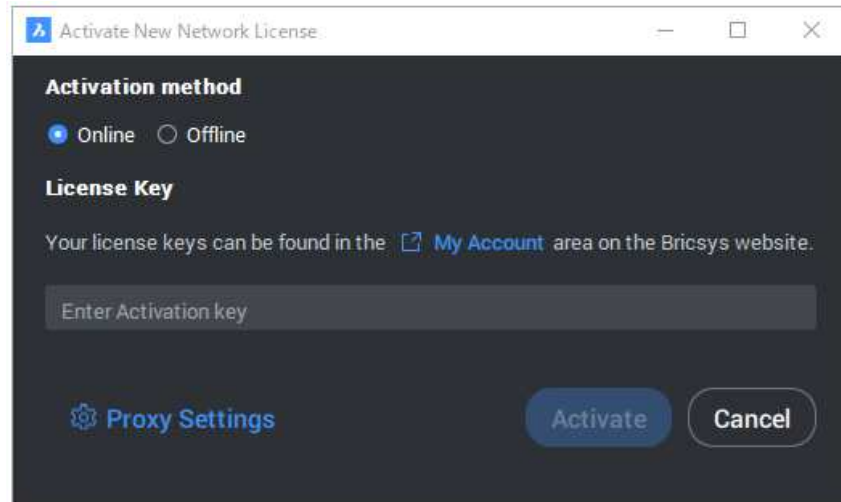 Activate New Network License
Activation method
Online Offline
License Key
Your license keys can be found in the My Account area on the Bricsys website.
Enter Activation key
Proxy Settings Activate Cancel